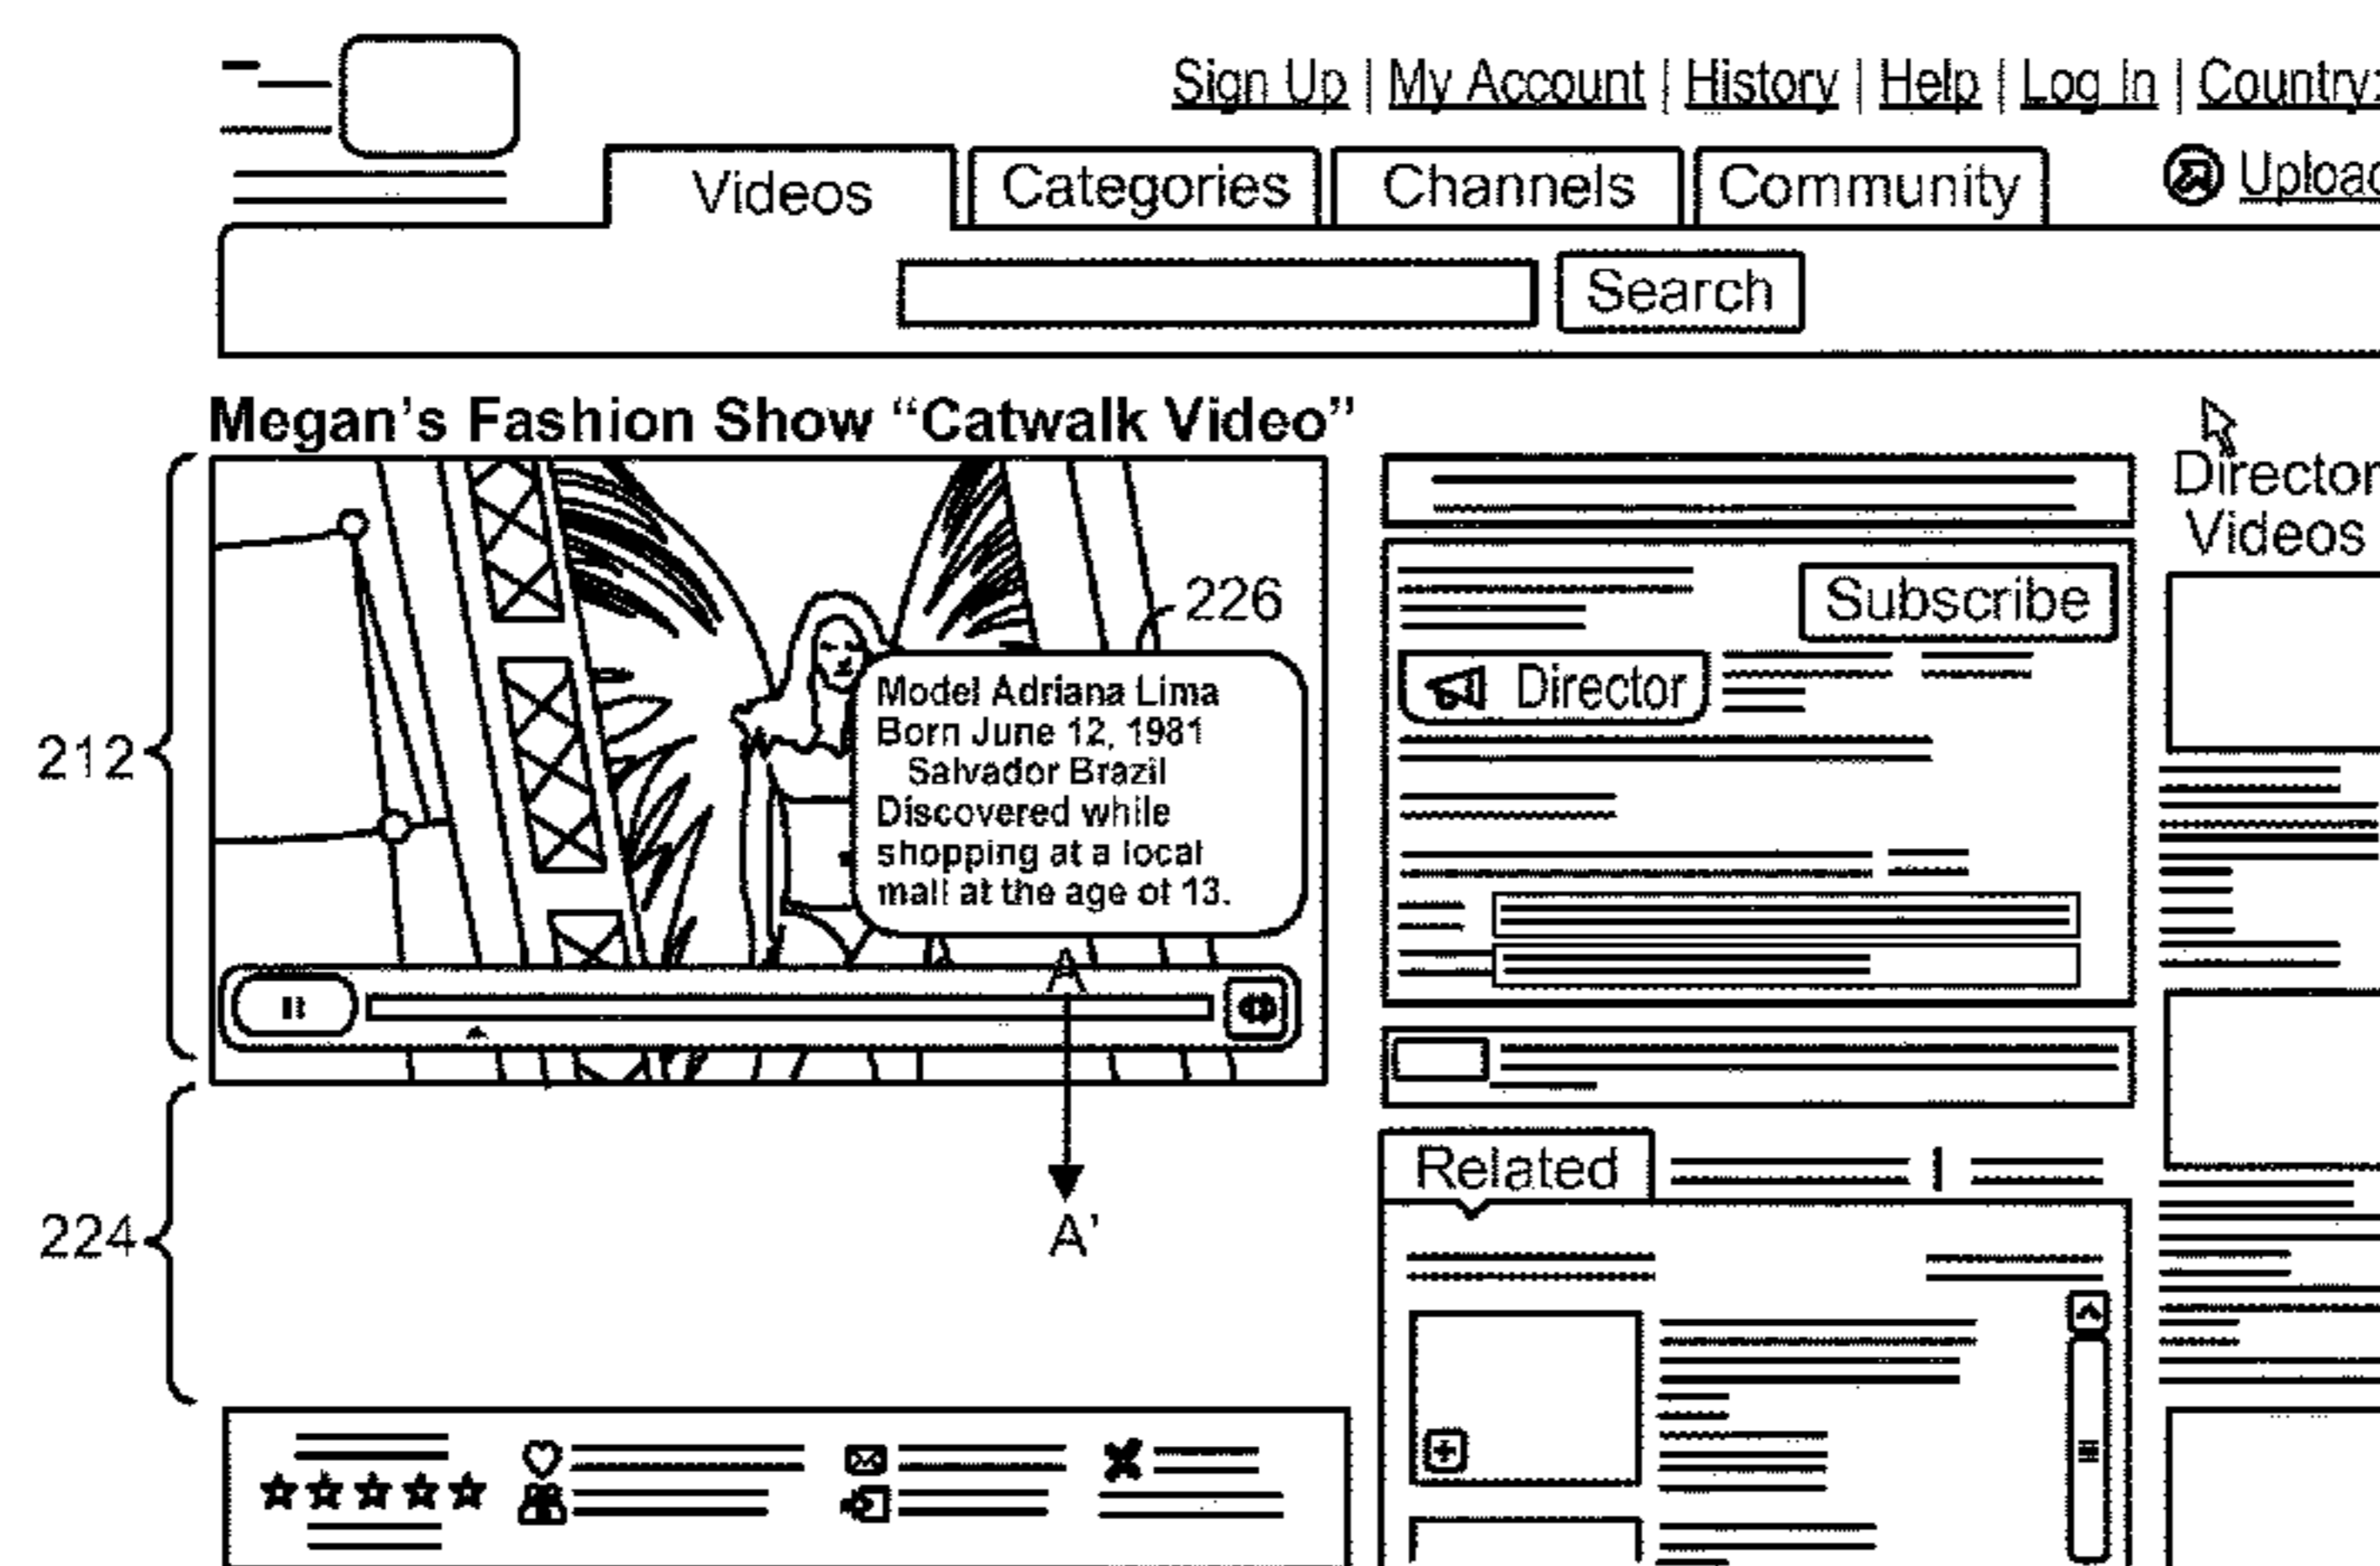 Sign Up | My Account | History | Help | Log In | Country:
Videos
Categories
Channels
Community
Upload
Search
Megan's Fashion Show “Catwalk Video”
Director
Videos
226
Subscribe
Model Adriana Lima
Born June 12, 1981
Salvador Brazil
Discovered while
shopping at a local
mall at the age of 13.
Director
212
A
Related
224
A'